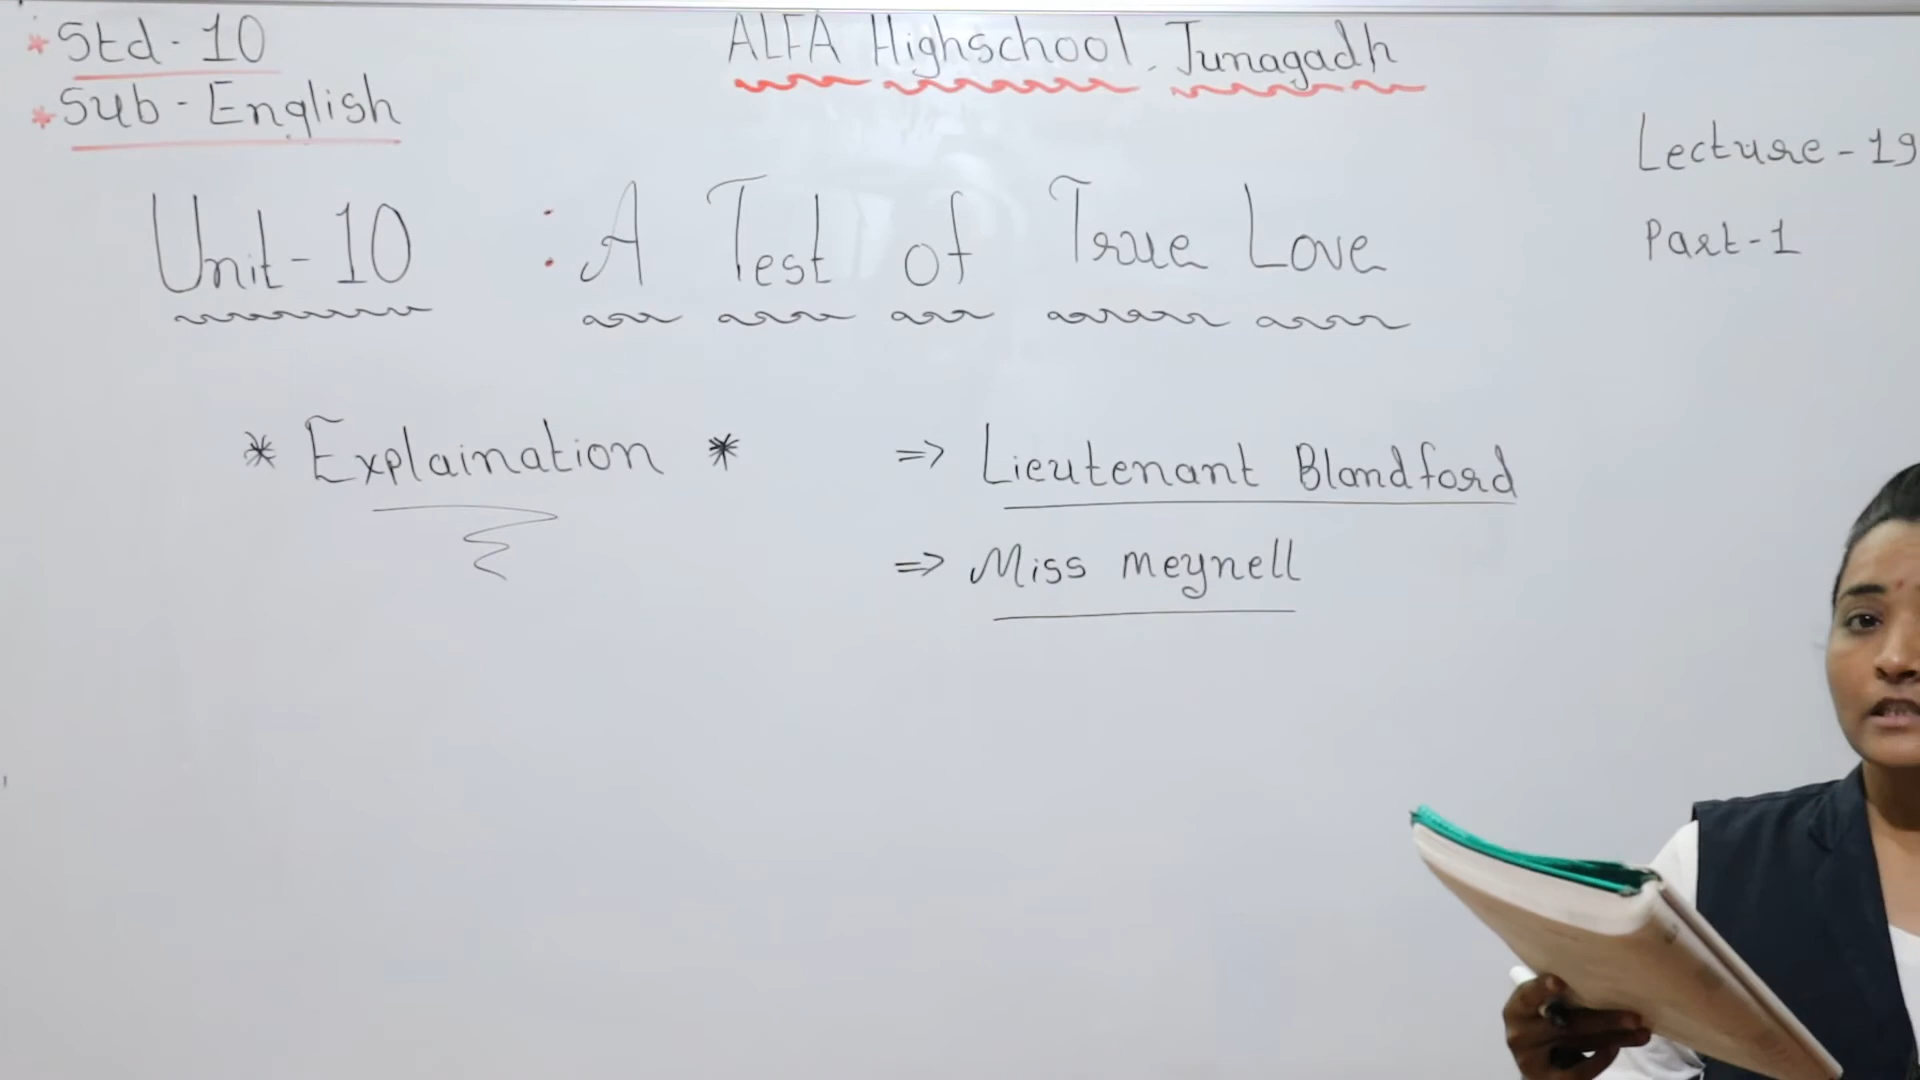 * Std - 10
ALFA Highschool, Junagadh
* Sub - English
Lecture - 19
Unit - 10 : A Test of True Love
Part - 1
* Explaination *
=> Lieutenant Blandford
=> Miss meynell